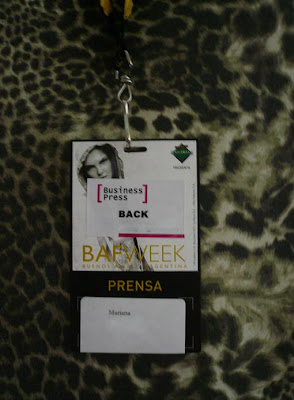 [Business
Press]
BACK
BAFWEEK
BUENOS AIRES ARGENTINA
PRENSA
Mariana